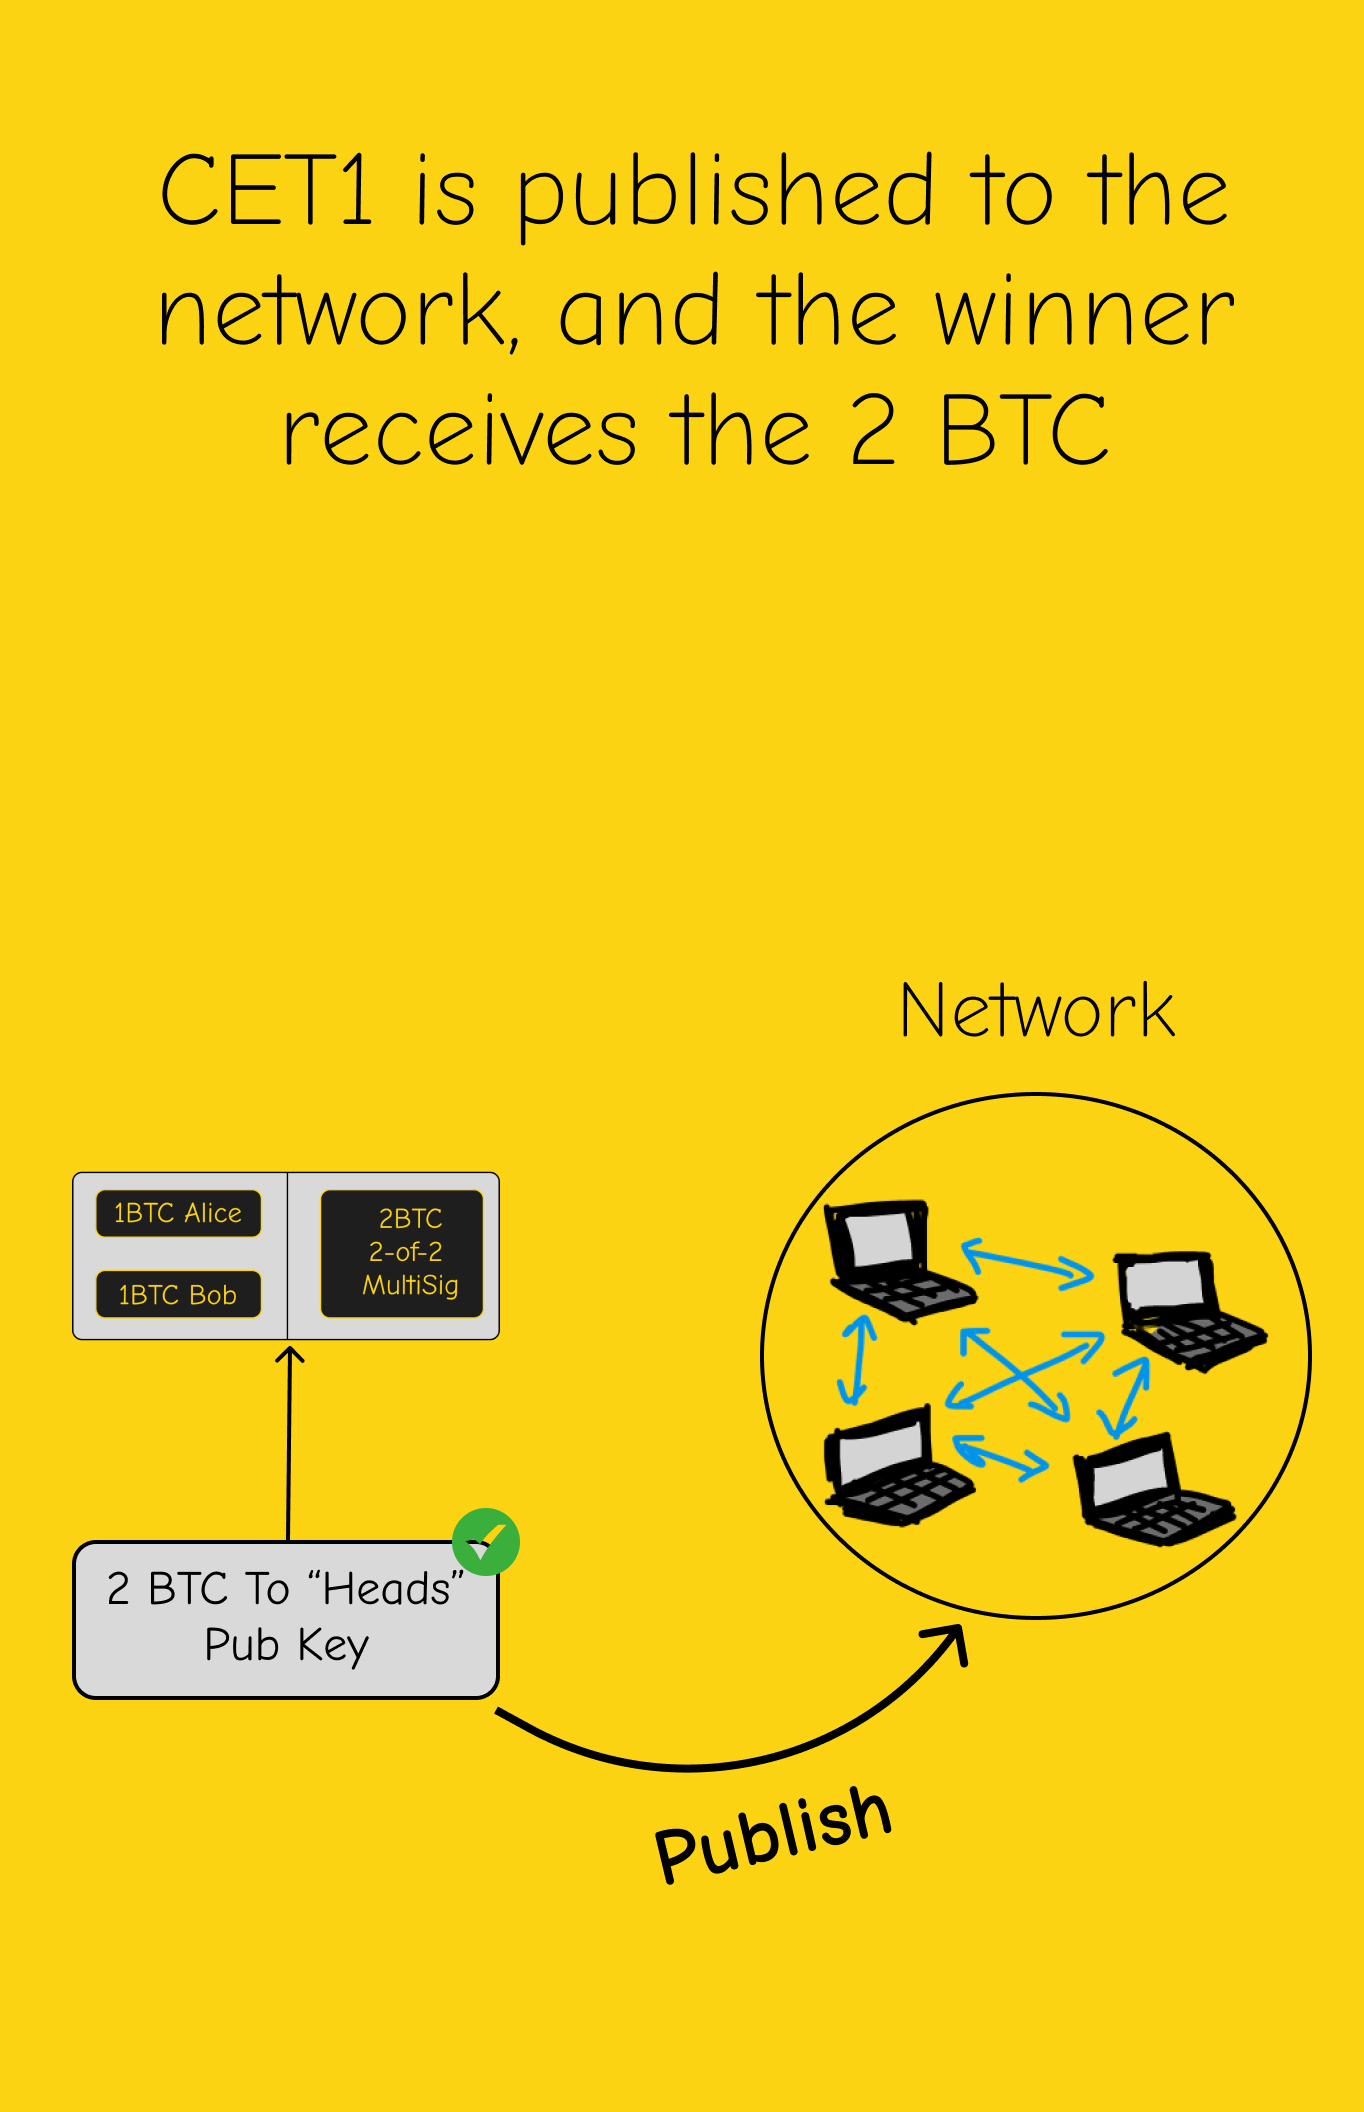 CET1 is published to the
network, and the winner
receives the 2 BTC
Network
1BTC Alice
1BTC Bob
2BTC
2-of-2
MultiSig
2 BTC To “Heads”
Pub Key
Publish